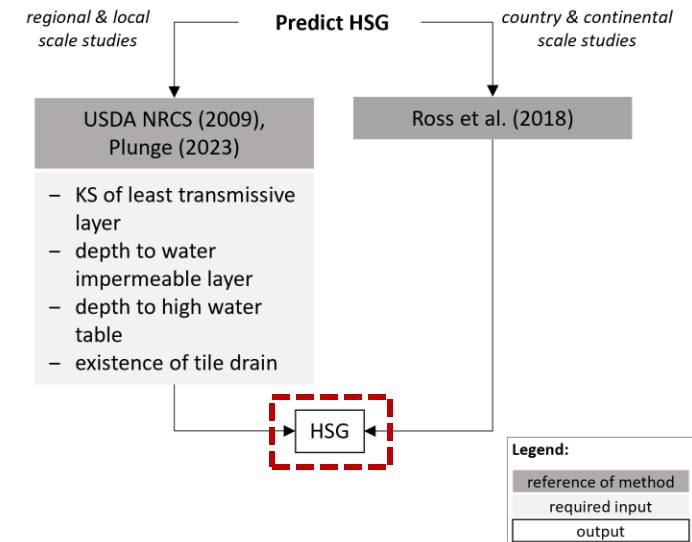 regional & local
scale studies
Predict HSG
country & continental
scale studies
USDA NRCS (2009),
Plunge (2023)
Ross et al. (2018)
– KS of least transmissive
layer
– depth to water
impermeable layer
– depth to high water
table
– existence of tile drain
HSG
Legend:
reference of method
required input
output